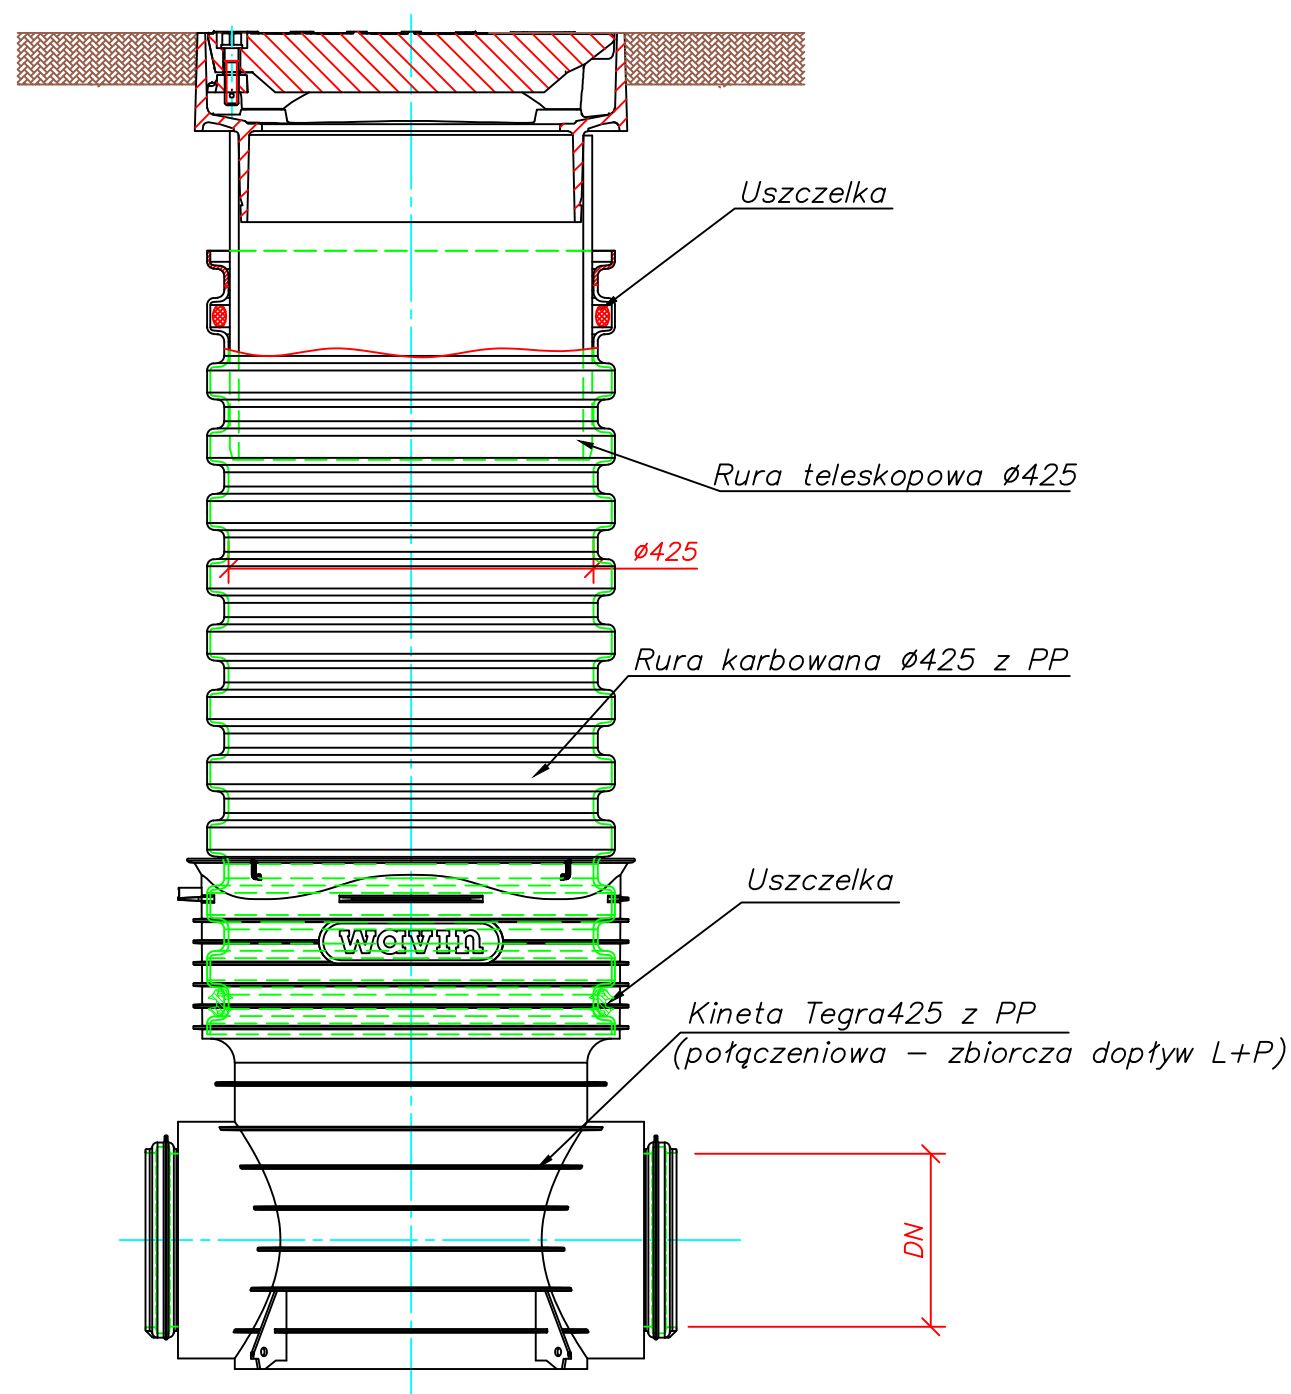 Uszczelka
Rura teleskopowa ø425
ø425
Rura karbowana ø425 z PP
Uszczelka
wavin
Kineta Tegra425 z PP
(połączeniowa – zbiorcza dopływ L+P)
DN